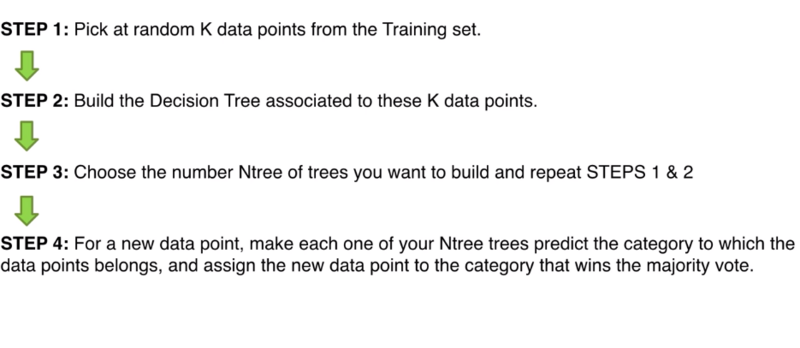 STEP 1: Pick at random K data points from the Training set.
STEP 2: Build the Decision Tree associated to these K data points.
STEP 3: Choose the number Ntree of trees you want to build and repeat STEPS 1 & 2
STEP 4: For a new data point, make each one of your Ntree trees predict the category to which the
data points belongs, and assign the new data point to the category that wins the majority vote.